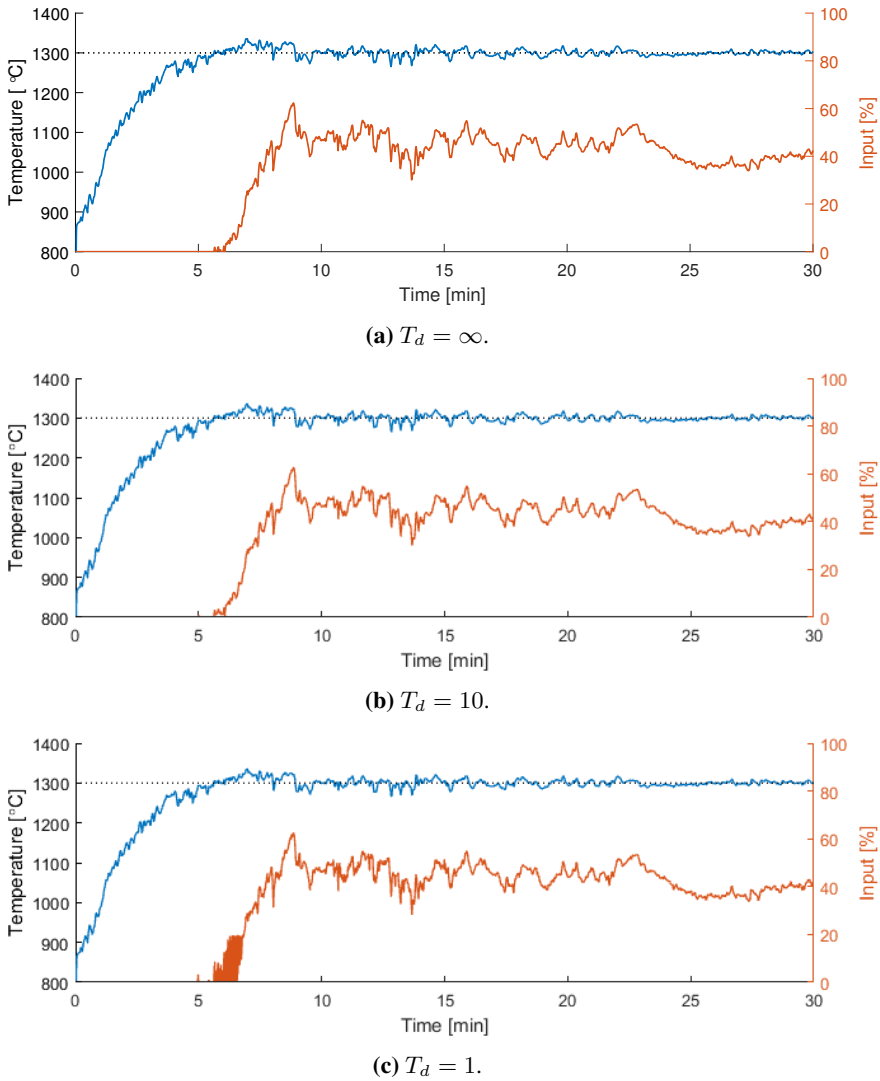 1400 100
1300 80
1200 60
1100
1000 40
900 20
800 0
Temperature [ °C]
Input [%]
0 5 10 15 20 25 30
Time [min]
(a) T_d = ∞.
1400 100
1300 80
1200 60
1100
1000 40
900 20
800 0
Temperature [°C]
Input [%]
0 5 10 15 20 25 30
Time [min]
(b) T_d = 10.
1400 100
1300 80
1200 60
1100
1000 40
900 20
800 0
Temperature [°C]
Input [%]
0 5 10 15 20 25 30
Time [min]
(c) T_d = 1.